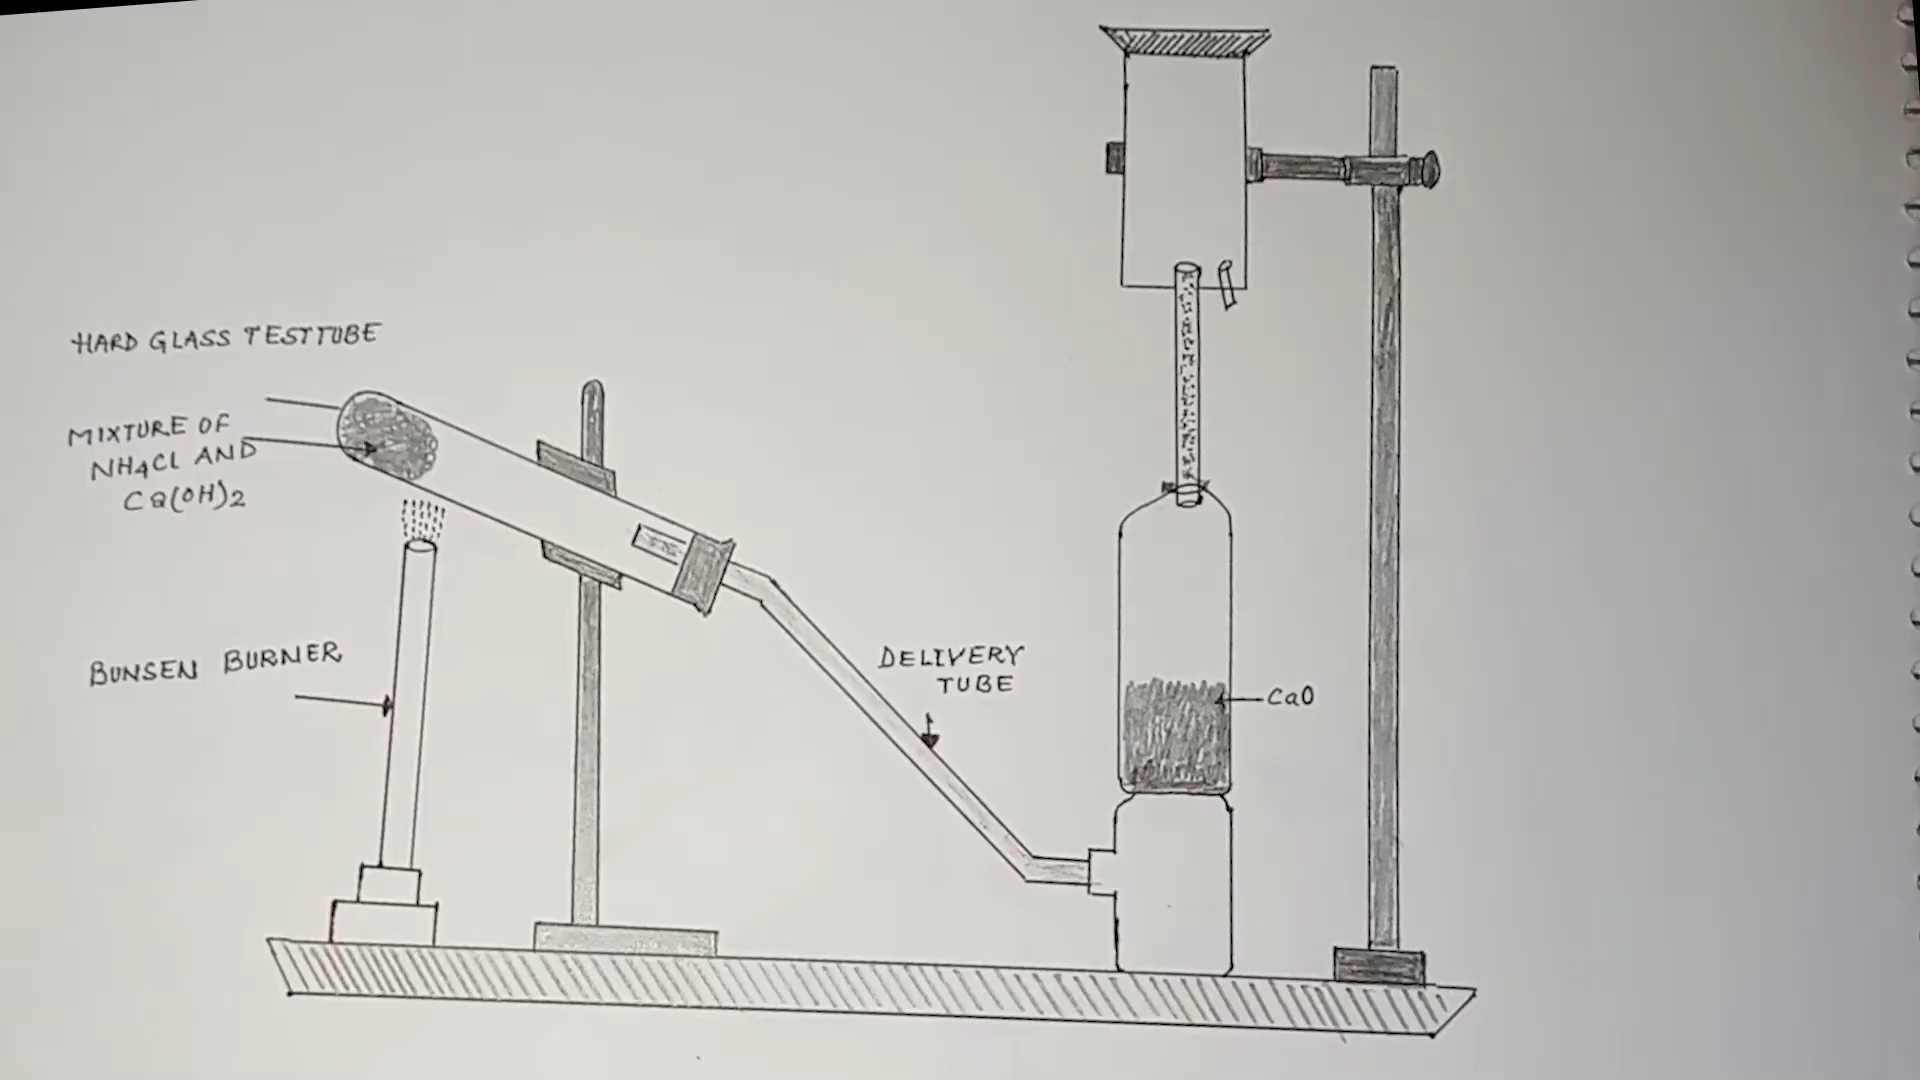 HARD GLASS TESTTUBE
MIXTURE OF
NH4Cl AND
Ca(OH)2
BUNSEN BURNER
DELIVERY
TUBE
CaO